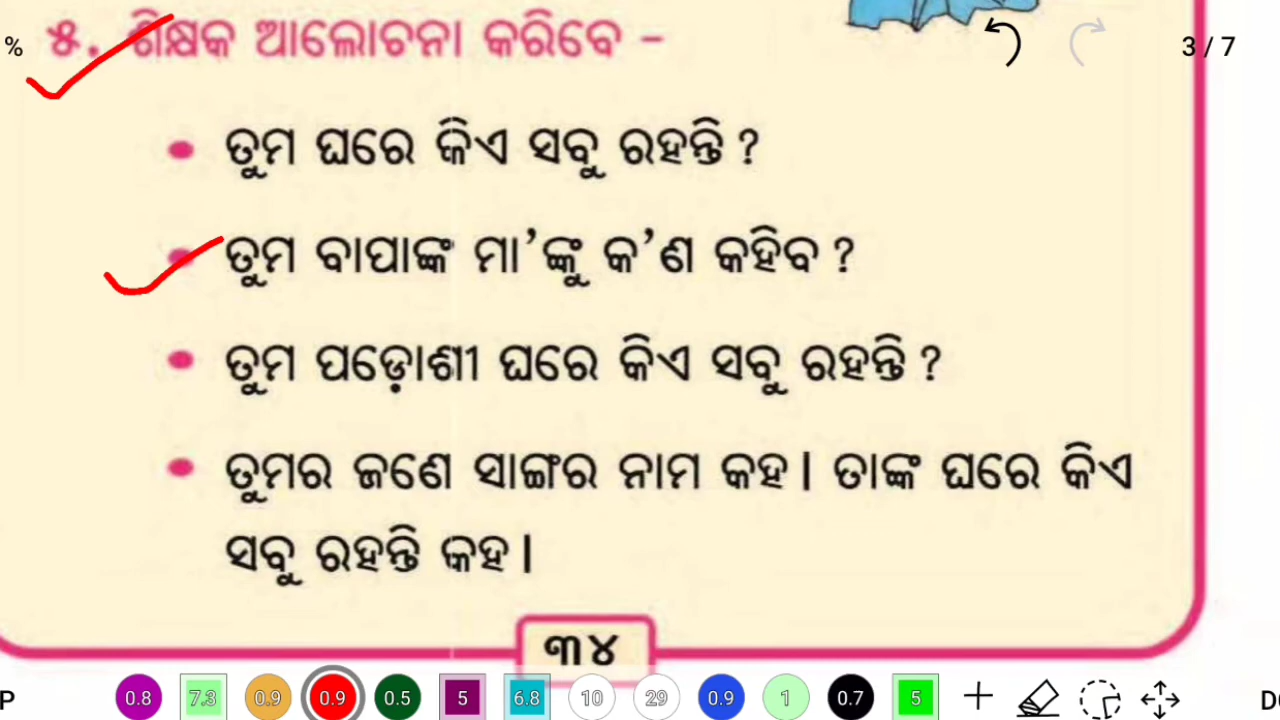 % ୫. ଶିକ୍ଷକ ଆଲୋଚନା କରିବେ – 3 / 7
• ତୁମ ଘରେ କିଏ ସବୁ ରହନ୍ତି ?
• ତୁମ ବାପାଙ୍କ ମା’ଙ୍କୁ କ’ଣ କହିବ ?
• ତୁମ ପଡ଼ୋଶୀ ଘରେ କିଏ ସବୁ ରହନ୍ତି ?
• ତୁମର ଜଣେ ସାଙ୍ଗର ନାମ କହ । ତାଙ୍କ ଘରେ କିଏ
ସବୁ ରହନ୍ତି କହ ।
୩୪
P 0.8 7.3 0.9 0.9 0.5 5 6.8 10 29 0.9 1 0.7 5